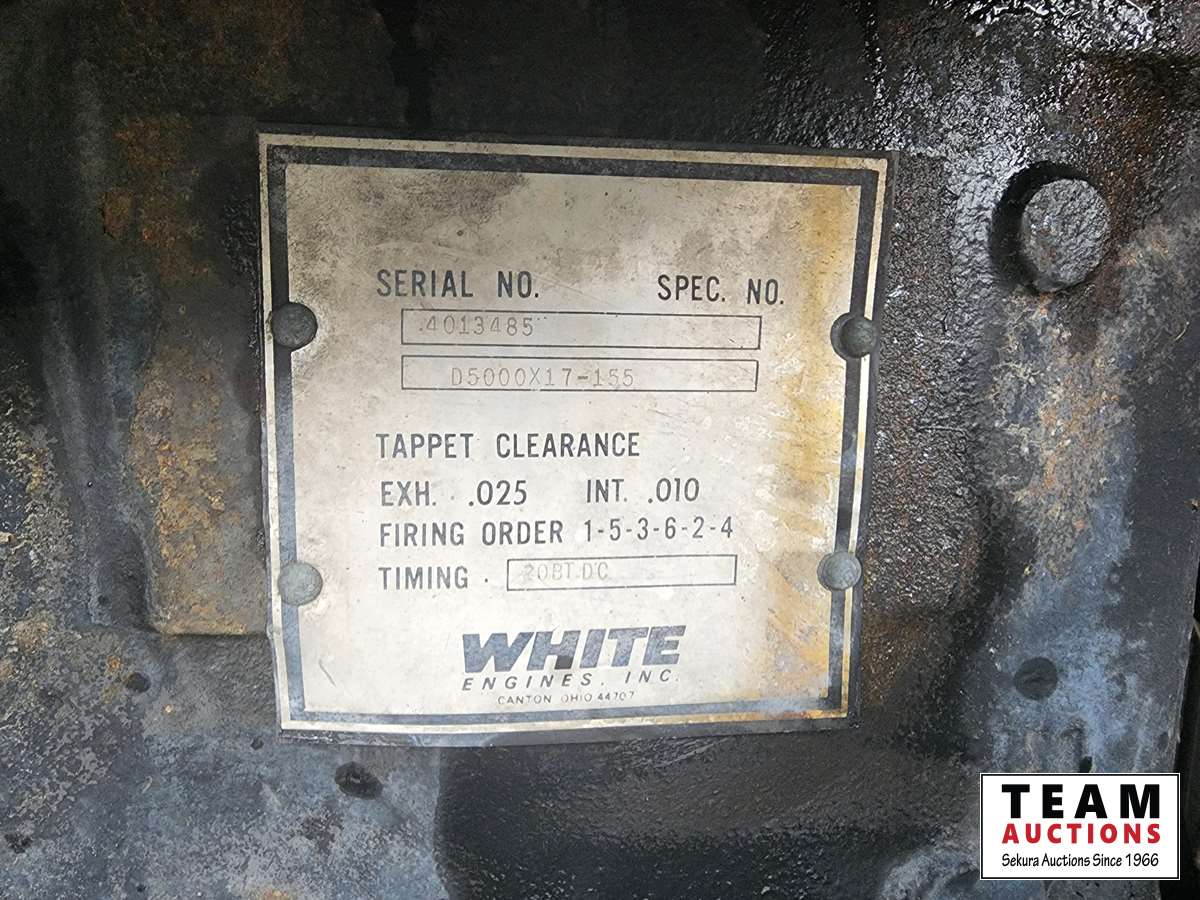 SERIAL NO. SPEC. NO.
4013485
D5000X17-155
TAPPET CLEARANCE
EXH. .025 INT. .010
FIRING ORDER 1-5-3-6-2-4
TIMING 20BTDC
WHITE
ENGINES, INC.
CANTON OHIO 44707
TEAM
AUCTIONS
Sekura Auctions Since 1966